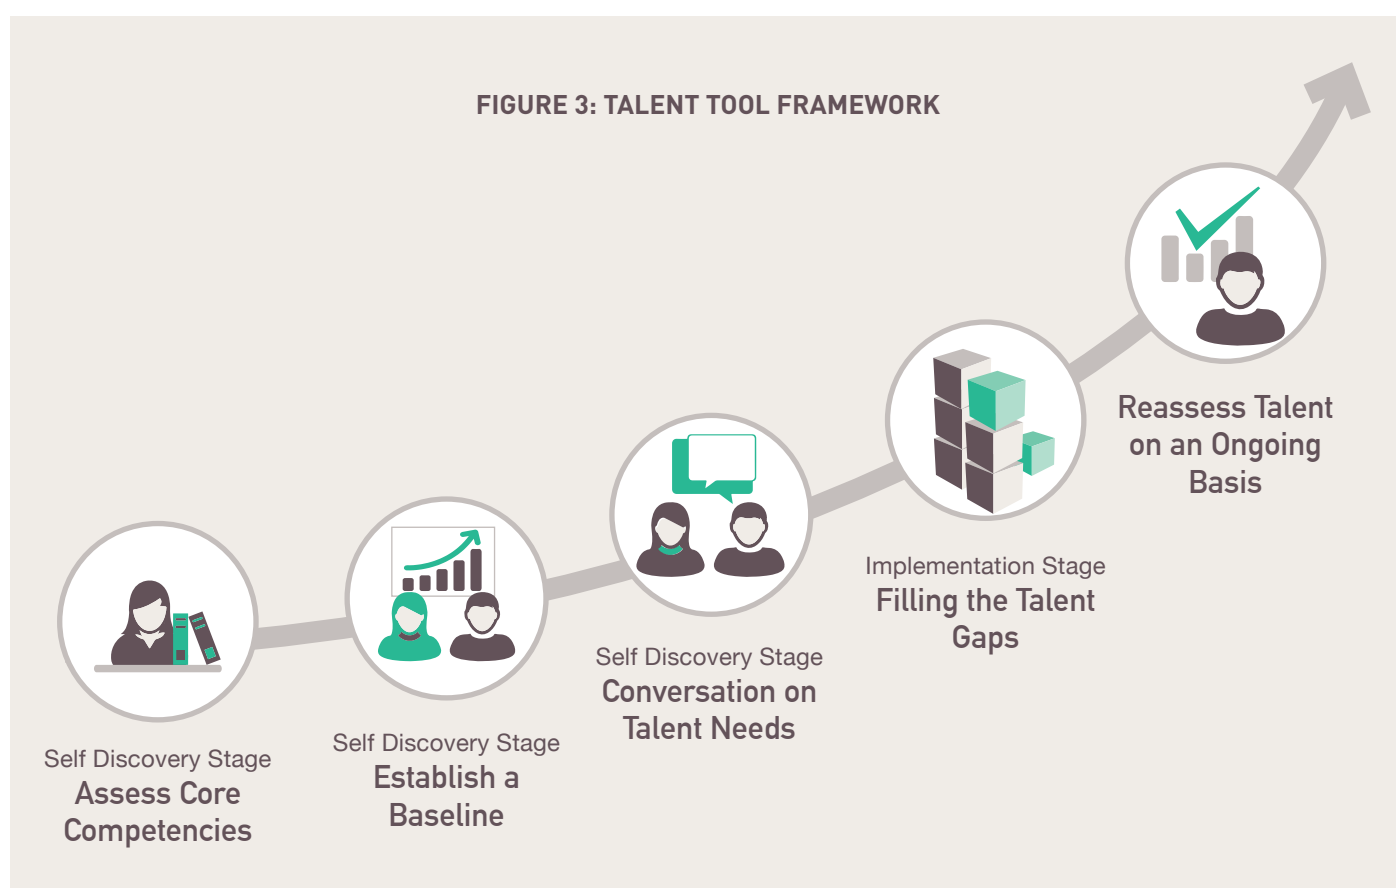 FIGURE 3: TALENT TOOL FRAMEWORK
Self Discovery Stage
Assess Core
Competencies
Self Discovery Stage
Establish a
Baseline
Self Discovery Stage
Conversation on
Talent Needs
Implementation Stage
Filling the Talent
Gaps
Reassess Talent
on an Ongoing
Basis